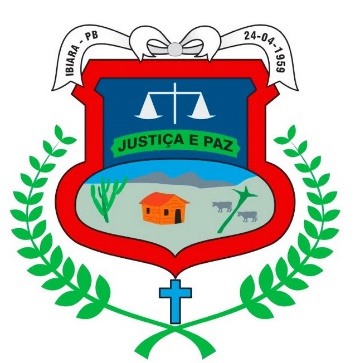 IBIARA - PB
24-04-1959
JUSTIÇA E PAZ